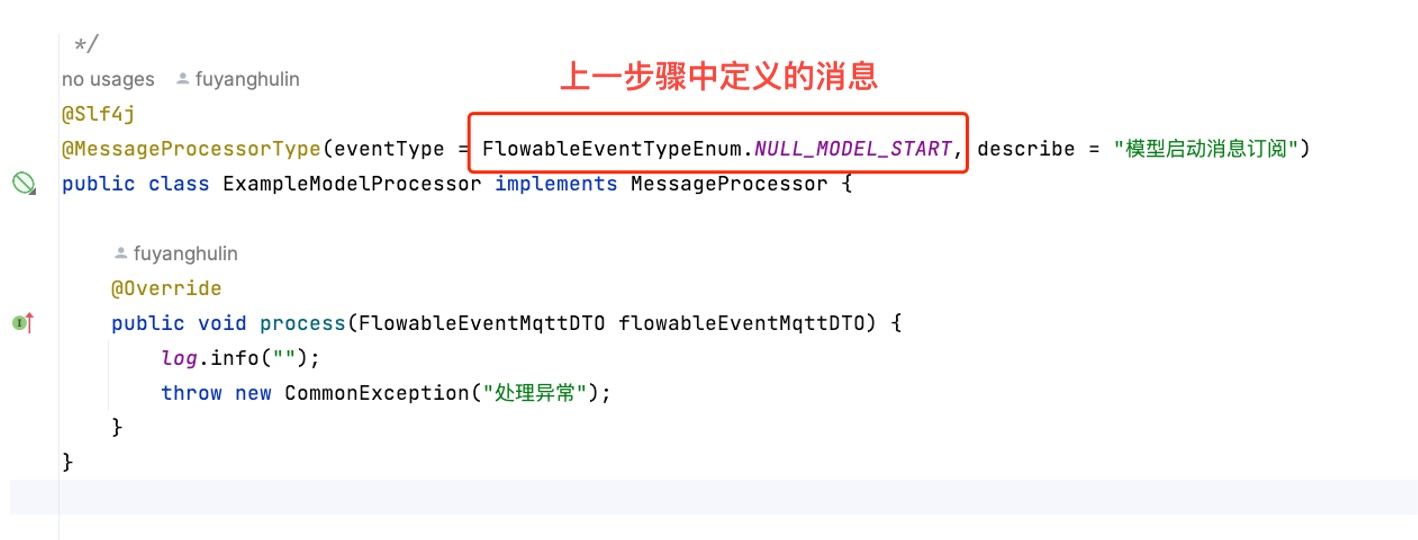 */
上一步骤中定义的消息
no usages fuyanghulin
@Slf4j
@MessageProcessorType(eventType = FlowableEventTypeEnum.NULL_MODEL_START, describe = "模型启动消息订阅")
public class ExampleModelProcessor implements MessageProcessor {
fuyanghulin
@Override
public void process(FlowableEventMqttDTO flowableEventMqttDTO) {
log.info("");
throw new CommonException("处理异常");
}
}